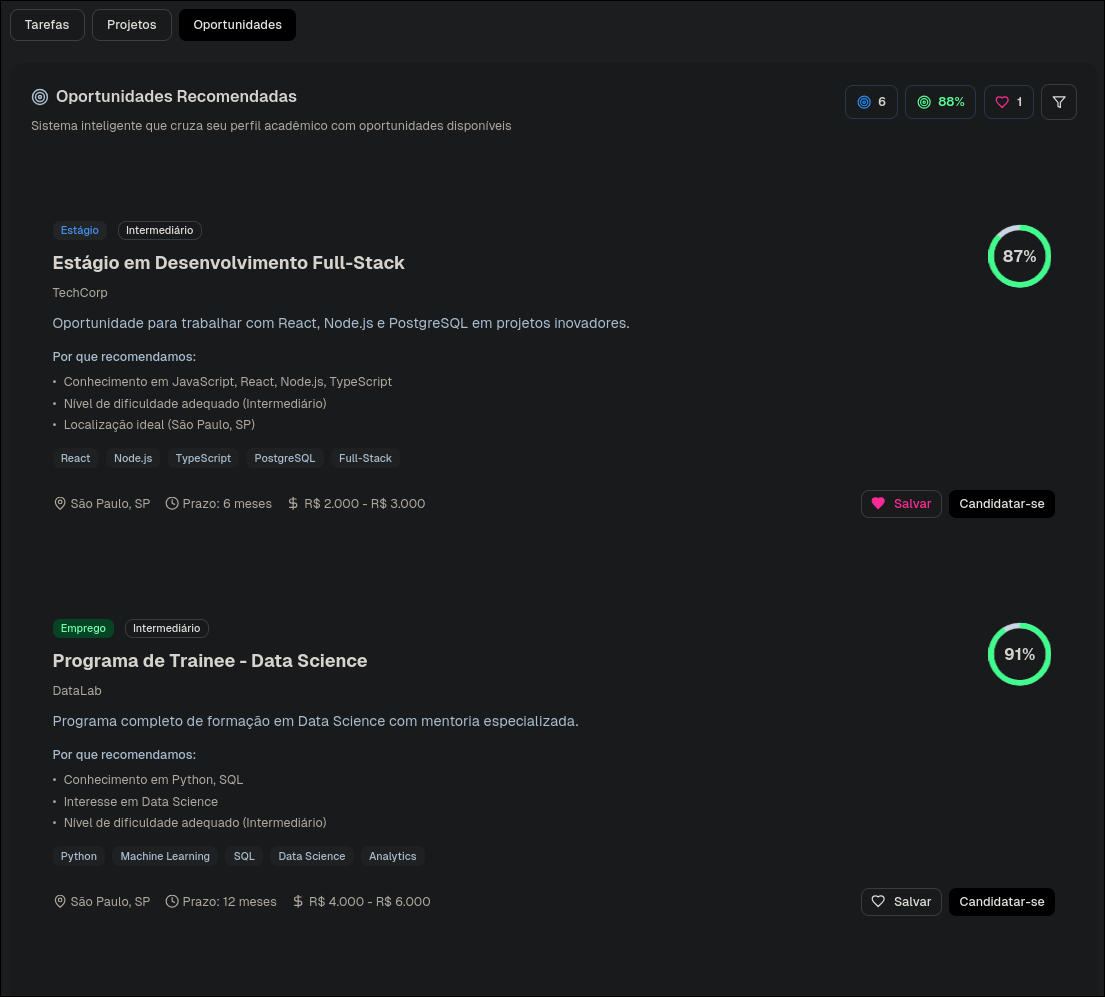 Tarefas Projetos Oportunidades
Oportunidades Recomendadas 6 88% 1
Sistema inteligente que cruza seu perfil acadêmico com oportunidades disponíveis
Estágio Intermediário
87%
Estágio em Desenvolvimento Full-Stack
TechCorp
Oportunidade para trabalhar com React, Node.js e PostgreSQL em projetos inovadores.
Por que recomendamos:
• Conhecimento em JavaScript, React, Node.js, TypeScript
• Nível de dificuldade adequado (Intermediário)
• Localização ideal (São Paulo, SP)
React Node.js TypeScript PostgreSQL Full-Stack
São Paulo, SP Prazo: 6 meses $ R$ 2.000 - R$ 3.000 Salvar Candidatar-se
Emprego Intermediário
91%
Programa de Trainee - Data Science
DataLab
Programa completo de formação em Data Science com mentoria especializada.
Por que recomendamos:
• Conhecimento em Python, SQL
• Interesse em Data Science
• Nível de dificuldade adequado (Intermediário)
Python Machine Learning SQL Data Science Analytics
São Paulo, SP Prazo: 12 meses $ R$ 4.000 - R$ 6.000 Salvar Candidatar-se